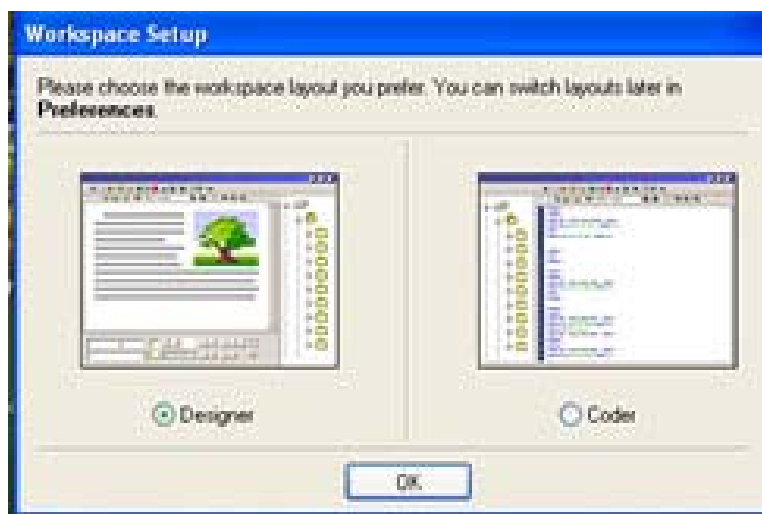 Workspace Setup
Please choose the workspace layout you prefer. You can switch layouts later in
Preferences.
Designer
Coder
OK